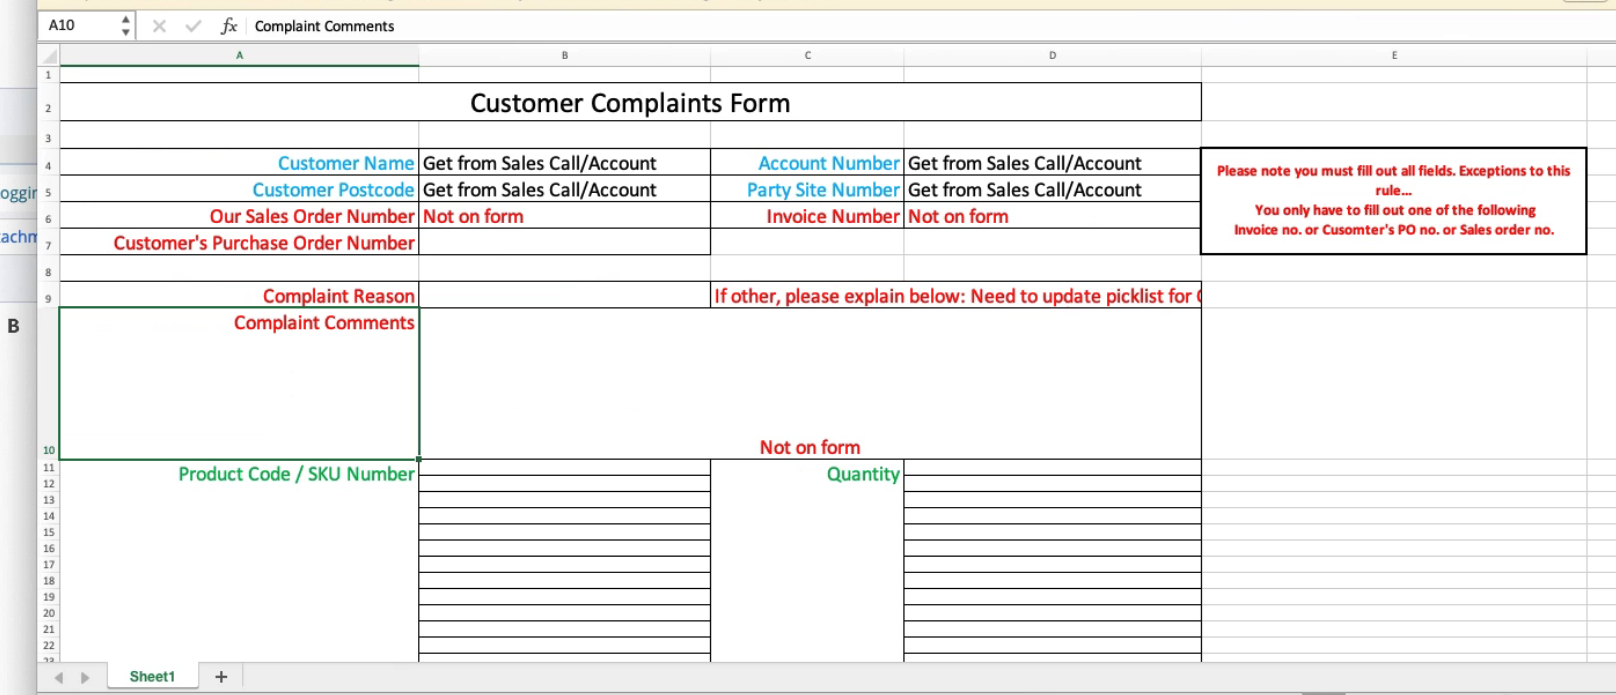 A10 fx Complaint Comments
A B C D E
1
2 Customer Complaints Form
3
4 Customer Name Get from Sales Call/Account Account Number Get from Sales Call/Account
5 Customer Postcode Get from Sales Call/Account Party Site Number Get from Sales Call/Account
6 Our Sales Order Number Not on form Invoice Number Not on form
7 Customer's Purchase Order Number
Please note you must fill out all fields. Exceptions to this
rule...
You only have to fill out one of the following
Invoice no. or Cusomter's PO no. or Sales order no.
8
9 Complaint Reason If other, please explain below: Need to update picklist for
Complaint Comments
10 Not on form
11 Product Code / SKU Number Quantity
12
13
14
15
16
17
18
19
20
21
22
23
B
Sheet1 +